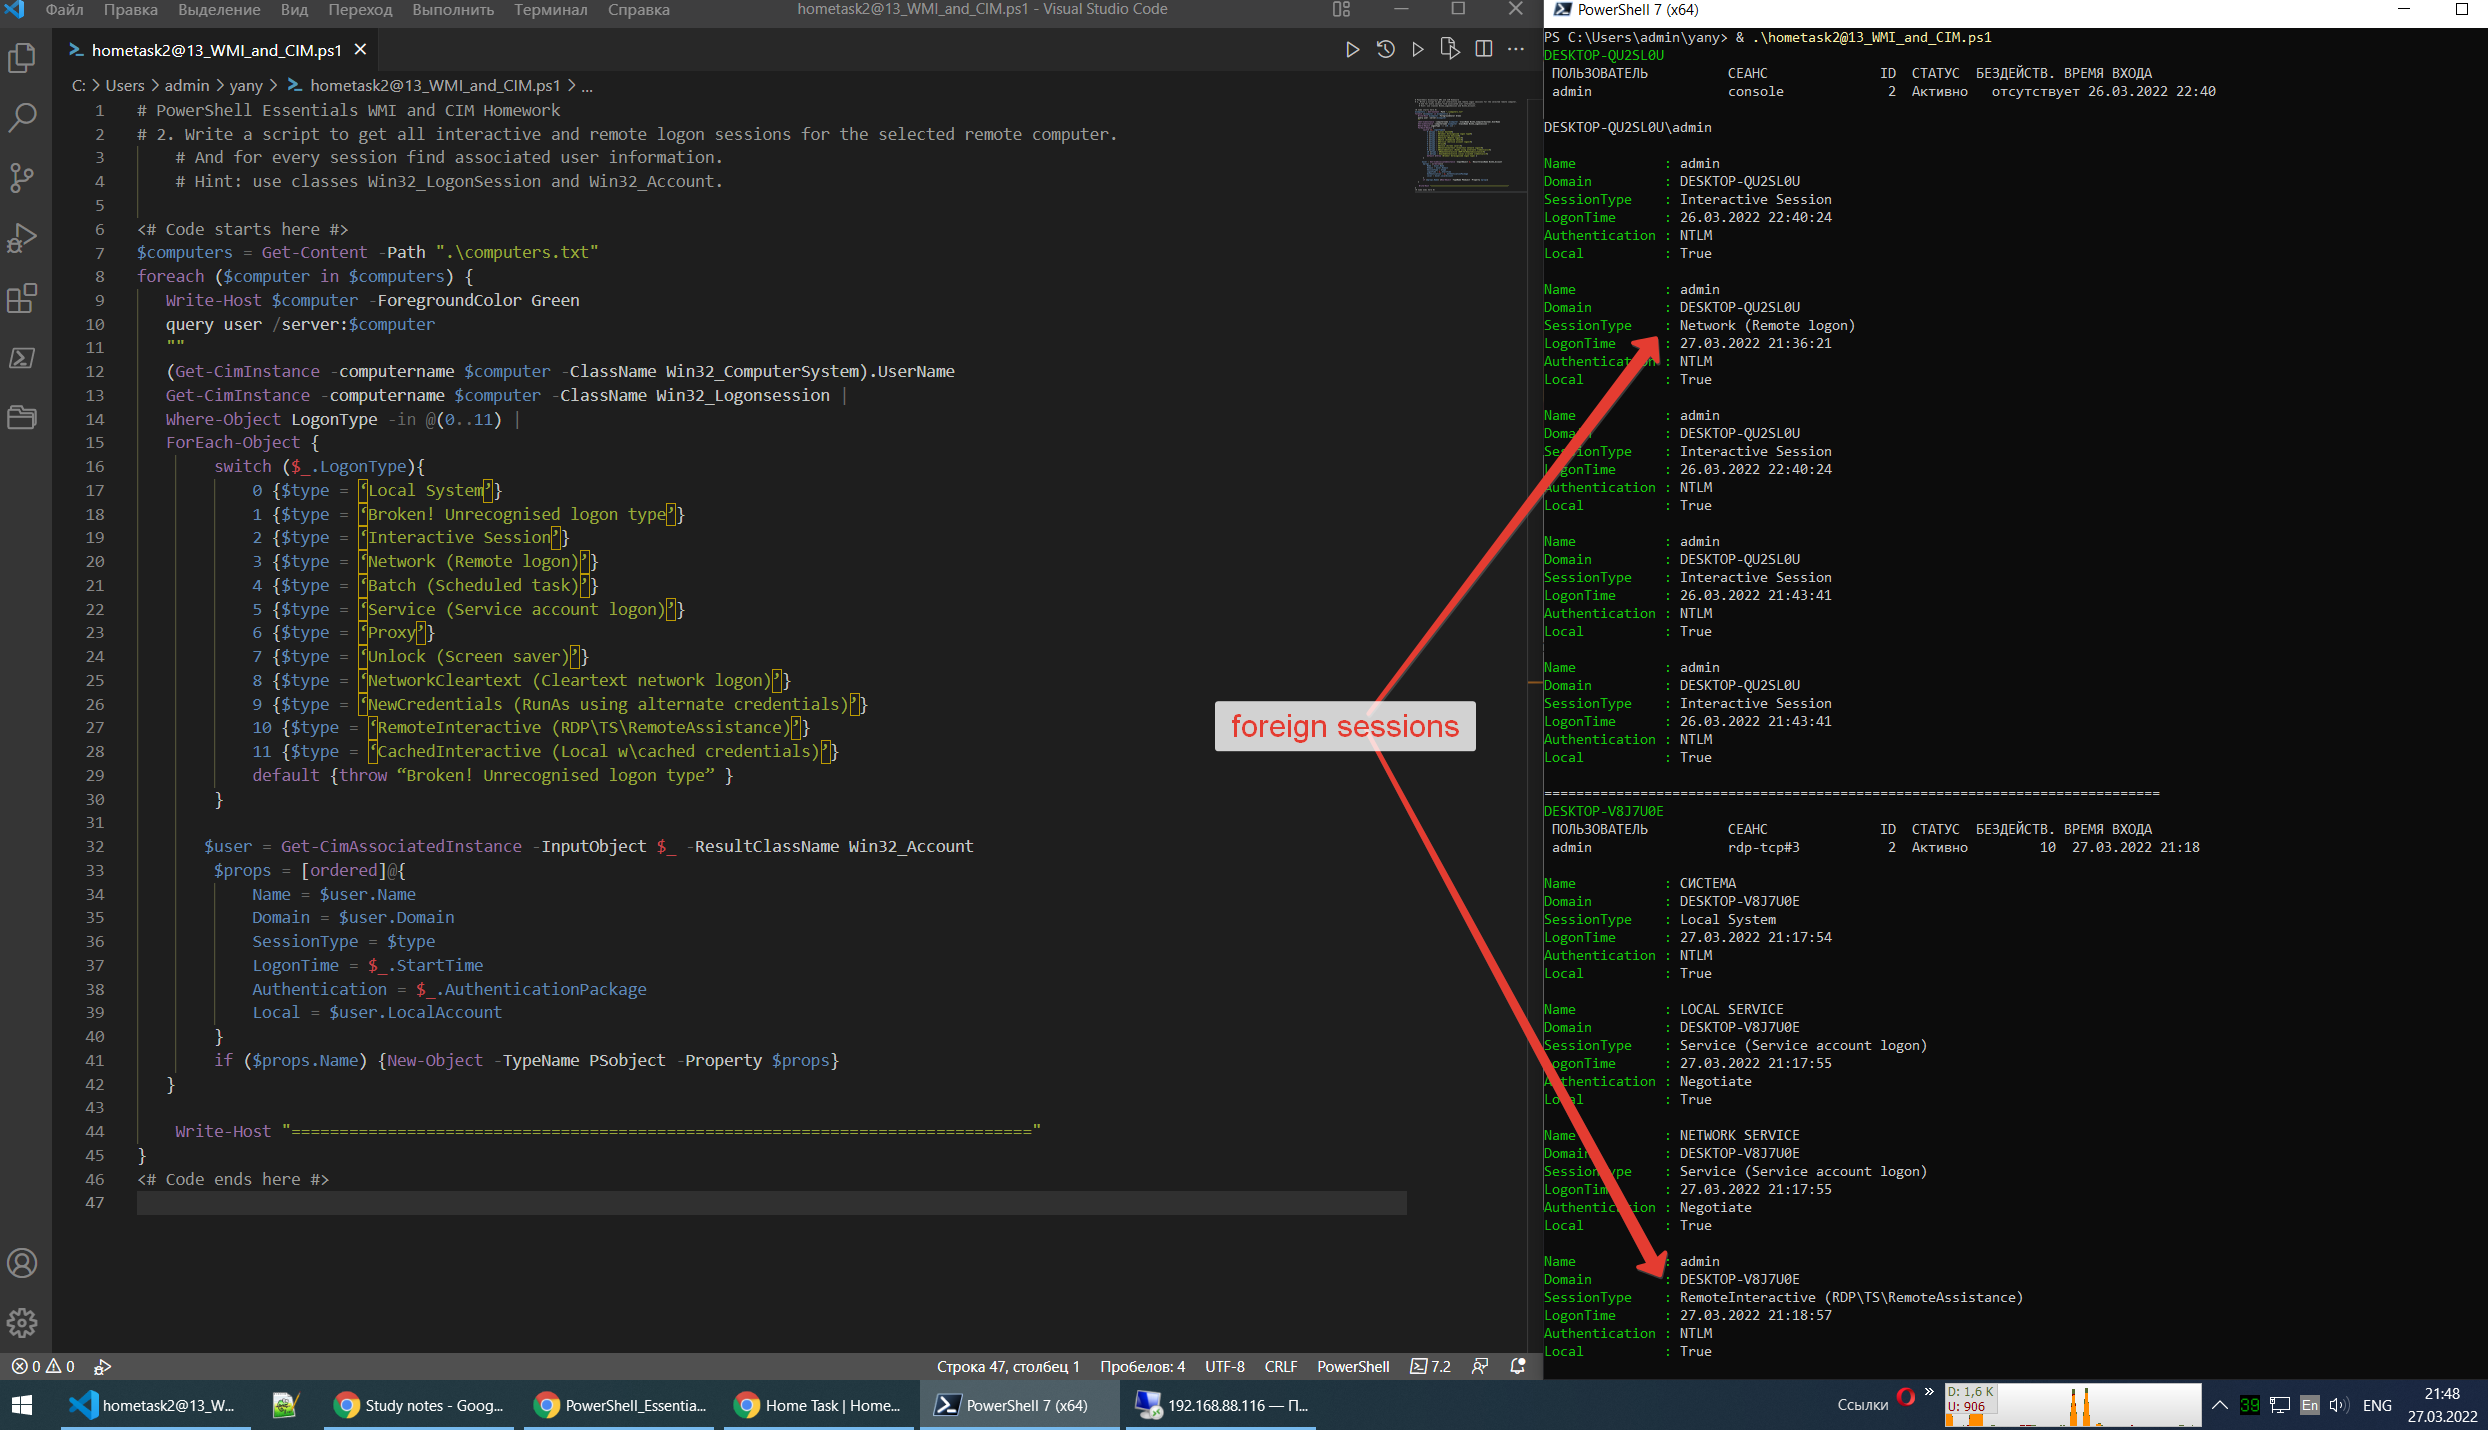 Файл Правка Выделение Вид Переход Выполнить Терминал Справка hometask2@13_WMI_and_CIM.ps1 - Visual Studio Code
hometask2@13_WMI_and_CIM.ps1
C: > Users > admin > yany > hometask2@13_WMI_and_CIM.ps1 > ...
1 # PowerShell Essentials WMI and CIM Homework
2 # 2. Write a script to get all interactive and remote logon sessions for the selected remote computer.
3 # And for every session find associated user information.
4 # Hint: use classes Win32_LogonSession and Win32_Account.
5
6 <# Code starts here #>
7 $computers = Get-Content -Path ".\computers.txt"
8 foreach ($computer in $computers) {
9 Write-Host $computer -ForegroundColor Green
10 query user /server:$computer
11 ""
12 (Get-CimInstance -computername $computer -ClassName Win32_ComputerSystem).UserName
13 Get-CimInstance -computername $computer -ClassName Win32_Logonsession |
14 Where-Object LogonType -in @(0..11) |
15 ForEach-Object {
16 switch ($_.LogonType){
17 0 {$type = ‘Local System’}
18 1 {$type = ‘Broken! Unrecognised logon type’}
19 2 {$type = ‘Interactive Session’}
20 3 {$type = ‘Network (Remote logon)’}
21 4 {$type = ‘Batch (Scheduled task)’}
22 5 {$type = ‘Service (Service account logon)’}
23 6 {$type = ‘Proxy’}
24 7 {$type = ‘Unlock (Screen saver)’}
25 8 {$type = ‘NetworkCleartext (Cleartext network logon)’}
26 9 {$type = ‘NewCredentials (RunAs using alternate credentials)’}
27 10 {$type = ‘RemoteInteractive (RDP\TS\RemoteAssistance)’}
28 11 {$type = ‘CachedInteractive (Local w\cached credentials)’}
29 default {throw “Broken! Unrecognised logon type” }
30 }
31
32 $user = Get-CimAssociatedInstance -InputObject $_ -ResultClassName Win32_Account
33 $props = [ordered]@{
34 Name = $user.Name
35 Domain = $user.Domain
36 SessionType = $type
37 LogonTime = $_.StartTime
38 Authentication = $_.AuthenticationPackage
39 Local = $user.LocalAccount
40 }
41 if ($props.Name) {New-Object -TypeName PSobject -Property $props}
42 }
43
44 Write-Host "============================================================================="
45 }
46 <# Code ends here #>
47
foreign sessions
0 0 Строка 47, столбец 1 Пробелов: 4 UTF-8 CRLF PowerShell 7.2
PowerShell 7 (x64)
PS C:\Users\admin\yany> & .\hometask2@13_WMI_and_CIM.ps1
DESKTOP-QU2SL0U
ПОЛЬЗОВАТЕЛЬ СЕАНС ID СТАТУС БЕЗДЕЙСТВ. ВРЕМЯ ВХОДА
admin console 2 Активно отсутствует 26.03.2022 22:40
DESKTOP-QU2SL0U\admin
Name : admin
Domain : DESKTOP-QU2SL0U
SessionType : Interactive Session
LogonTime : 26.03.2022 22:40:24
Authentication : NTLM
Local : True
Name : admin
Domain : DESKTOP-QU2SL0U
SessionType : Network (Remote logon)
LogonTime : 27.03.2022 21:36:21
Authentication : NTLM
Local : True
Name : admin
Domain : DESKTOP-QU2SL0U
SessionType : Interactive Session
LogonTime : 26.03.2022 22:40:24
Authentication : NTLM
Local : True
Name : admin
Domain : DESKTOP-QU2SL0U
SessionType : Interactive Session
LogonTime : 26.03.2022 21:43:41
Authentication : NTLM
Local : True
Name : admin
Domain : DESKTOP-QU2SL0U
SessionType : Interactive Session
LogonTime : 26.03.2022 21:43:41
Authentication : NTLM
Local : True
=============================================================================
DESKTOP-V8J7U0E
ПОЛЬЗОВАТЕЛЬ СЕАНС ID СТАТУС БЕЗДЕЙСТВ. ВРЕМЯ ВХОДА
admin rdp-tcp#3 2 Активно 10 27.03.2022 21:18
Name : СИСТЕМА
Domain : DESKTOP-V8J7U0E
SessionType : Local System
LogonTime : 27.03.2022 21:17:54
Authentication : NTLM
Local : True
Name : LOCAL SERVICE
Domain : DESKTOP-V8J7U0E
SessionType : Service (Service account logon)
LogonTime : 27.03.2022 21:17:55
Authentication : Negotiate
Local : True
Name : NETWORK SERVICE
Domain : DESKTOP-V8J7U0E
SessionType : Service (Service account logon)
LogonTime : 27.03.2022 21:17:55
Authentication : Negotiate
Local : True
Name : admin
Domain : DESKTOP-V8J7U0E
SessionType : RemoteInteractive (RDP\TS\RemoteAssistance)
LogonTime : 27.03.2022 21:18:57
Authentication : NTLM
Local : True
hometask2@13_W... Study notes - Goog... PowerShell_Essentia... Home Task | Home... PowerShell 7 (x64) 192.168.88.116 — П... Ссылки » D: 1,6 K 39 En ENG 21:48
U: 906 27.03.2022